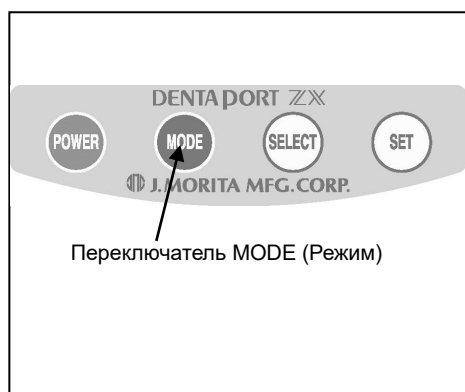 DENTAPORT ZX
POWER MODE SELECT SET
J. MORITA MFG. CORP.
Переключатель MODE (Режим)